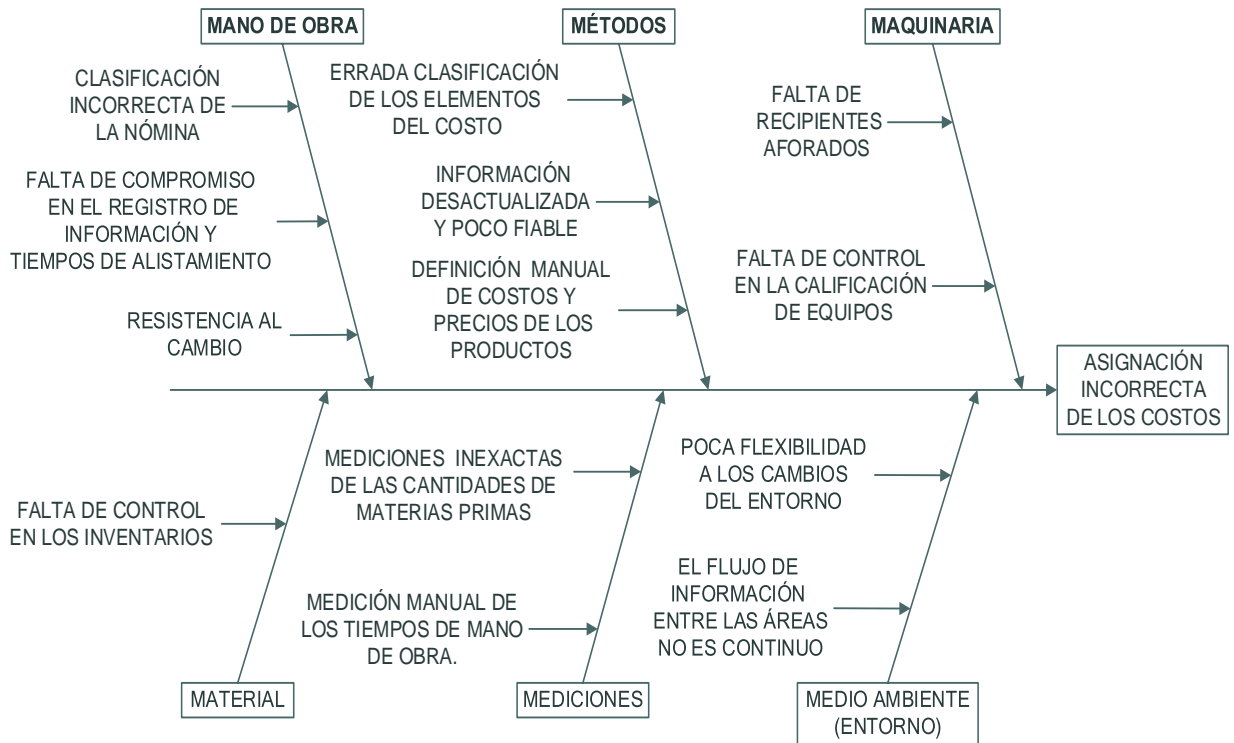 MANO DE OBRA
MÉTODOS
MAQUINARIA
CLASIFICACIÓN
INCORRECTA DE
LA NÓMINA
FALTA DE COMPROMISO
EN EL REGISTRO DE
INFORMACIÓN Y
TIEMPOS DE ALISTAMIENTO
RESISTENCIA AL
CAMBIO
ERRADA CLASIFICACIÓN
DE LOS ELEMENTOS
DEL COSTO
INFORMACIÓN
DESACTUALIZADA
Y POCO FIABLE
DEFINICIÓN MANUAL
DE COSTOS Y
PRECIOS DE LOS
PRODUCTOS
FALTA DE
RECIPIENTES
AFORADOS
FALTA DE CONTROL
EN LA CALIFICACIÓN
DE EQUIPOS
ASIGNACIÓN
INCORRECTA
DE LOS COSTOS
FALTA DE CONTROL
EN LOS INVENTARIOS
MEDICIONES INEXACTAS
DE LAS CANTIDADES DE
MATERIAS PRIMAS
MEDICIÓN MANUAL DE
LOS TIEMPOS DE MANO
DE OBRA.
POCA FLEXIBILIDAD
A LOS CAMBIOS
DEL ENTORNO
EL FLUJO DE
INFORMACIÓN
ENTRE LAS ÁREAS
NO ES CONTINUO
MATERIAL
MEDICIONES
MEDIO AMBIENTE
(ENTORNO)